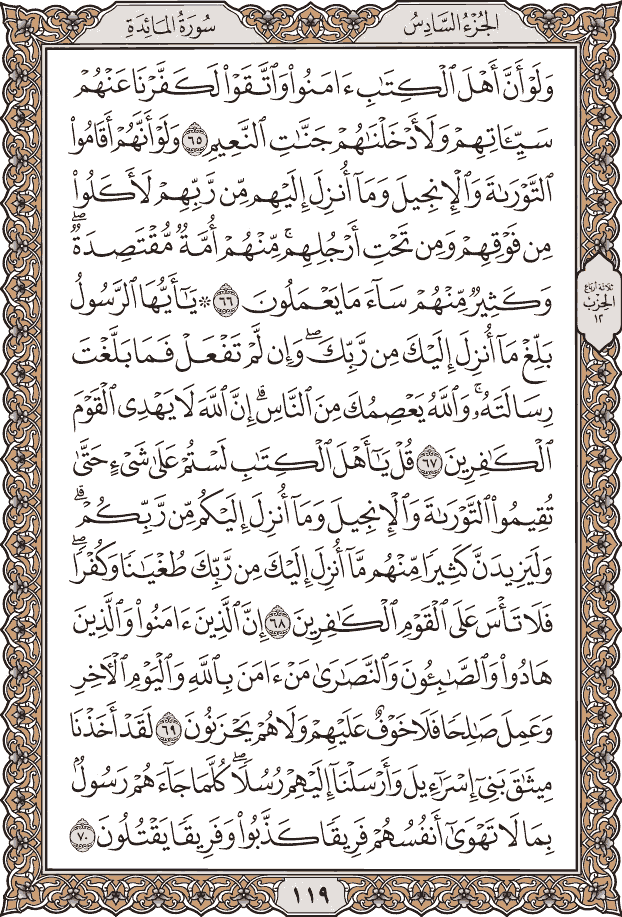 الجُزْءُ السَّادِسُ
سُورَةُ المَائِدَةِ
وَلَوۡ أَنَّ أَهۡلَ ٱلۡكِتَٰبِ ءَامَنُواْ وَٱتَّقَوۡاْ لَكَفَّرۡنَا عَنۡهُمۡ
سَيِّـَٔاتِهِمۡ وَلَأَدۡخَلۡنَٰهُمۡ جَنَّٰتِ ٱلنَّعِيمِ ٦٥ وَلَوۡ أَنَّهُمۡ أَقَامُواْ
ٱلتَّوۡرَىٰةَ وَٱلۡإِنجِيلَ وَمَآ أُنزِلَ إِلَيۡهِم مِّن رَّبِّهِمۡ لَأَكَلُواْ
مِن فَوۡقِهِمۡ وَمِن تَحۡتِ أَرۡجُلِهِمۚ مِّنۡهُمۡ أُمَّةٞ مُّقۡتَصِدَةٞۖ
وَكَثِيرٞ مِّنۡهُمۡ سَآءَ مَا يَعۡمَلُونَ ٦٦ ۞ يَٰٓأَيُّهَا ٱلرَّسُولُ
بَلِّغۡ مَآ أُنزِلَ إِلَيۡكَ مِن رَّبِّكَۖ وَإِن لَّمۡ تَفۡعَلۡ فَمَا بَلَّغۡتَ
رِسَالَتَهُۥۚ وَٱللَّهُ يَعۡصِمُكَ مِنَ ٱلنَّاسِۗ إِنَّ ٱللَّهَ لَا يَهۡدِي ٱلۡقَوۡمَ
ٱلۡكَٰفِرِينَ ٦٧ قُلۡ يَٰٓأَهۡلَ ٱلۡكِتَٰبِ لَسۡتُمۡ عَلَىٰ شَيۡءٍ حَتَّىٰ
تُقِيمُواْ ٱلتَّوۡرَىٰةَ وَٱلۡإِنجِيلَ وَمَآ أُنزِلَ إِلَيۡكُم مِّن رَّبِّكُمۡۗ
وَلَيَزِيدَنَّ كَثِيرٗا مِّنۡهُم مَّآ أُنزِلَ إِلَيۡكَ مِن رَّبِّكَ طُغۡيَٰنٗا وَكُفۡرٗاۖ
فَلَا تَأۡسَ عَلَى ٱلۡقَوۡمِ ٱلۡكَٰفِرِينَ ٦٨ إِنَّ ٱلَّذِينَ ءَامَنُواْ وَٱلَّذِينَ
هَادُواْ وَٱلصَّٰبِـُٔونَ وَٱلنَّصَٰرَىٰ مَنۡ ءَامَنَ بِٱللَّهِ وَٱلۡيَوۡمِ ٱلۡأٓخِرِ
وَعَمِلَ صَٰلِحٗا فَلَا خَوۡفٌ عَلَيۡهِمۡ وَلَا هُمۡ يَحۡزَنُونَ ٦٩ لَقَدۡ أَخَذۡنَا
مِيثَٰقَ بَنِيٓ إِسۡرَٰٓءِيلَ وَأَرۡسَلۡنَآ إِلَيۡهِمۡ رُسُلٗاۖ كُلَّمَا جَآءَهُمۡ رَسُولُۢ
بِمَا لَا تَهۡوَىٰٓ أَنفُسُهُمۡ فَرِيقٗا كَذَّبُواْ وَفَرِيقٗا يَقۡتُلُونَ ٧٠
ثلاثة أرباع
الحزب
١٢
١١٩